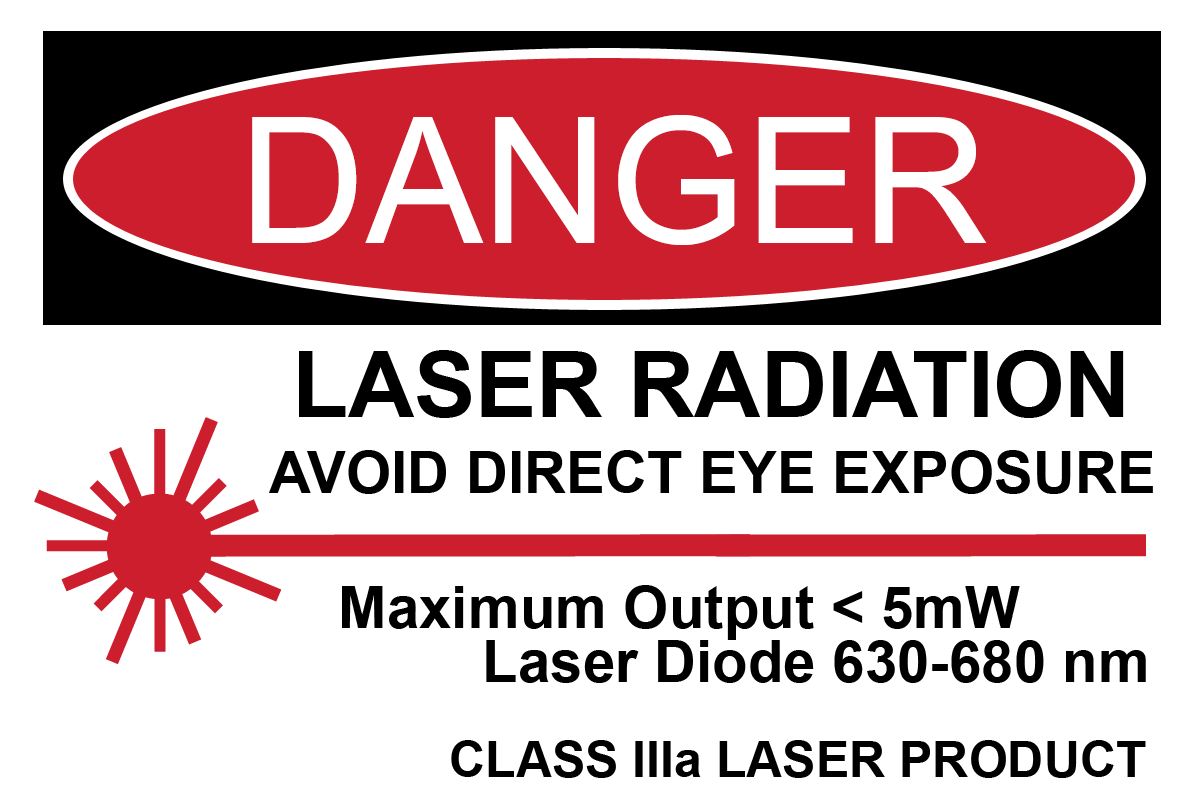 DANGER
LASER RADIATION
AVOID DIRECT EYE EXPOSURE
Maximum Output < 5mW
Laser Diode 630-680 nm
CLASS IIIa LASER PRODUCT